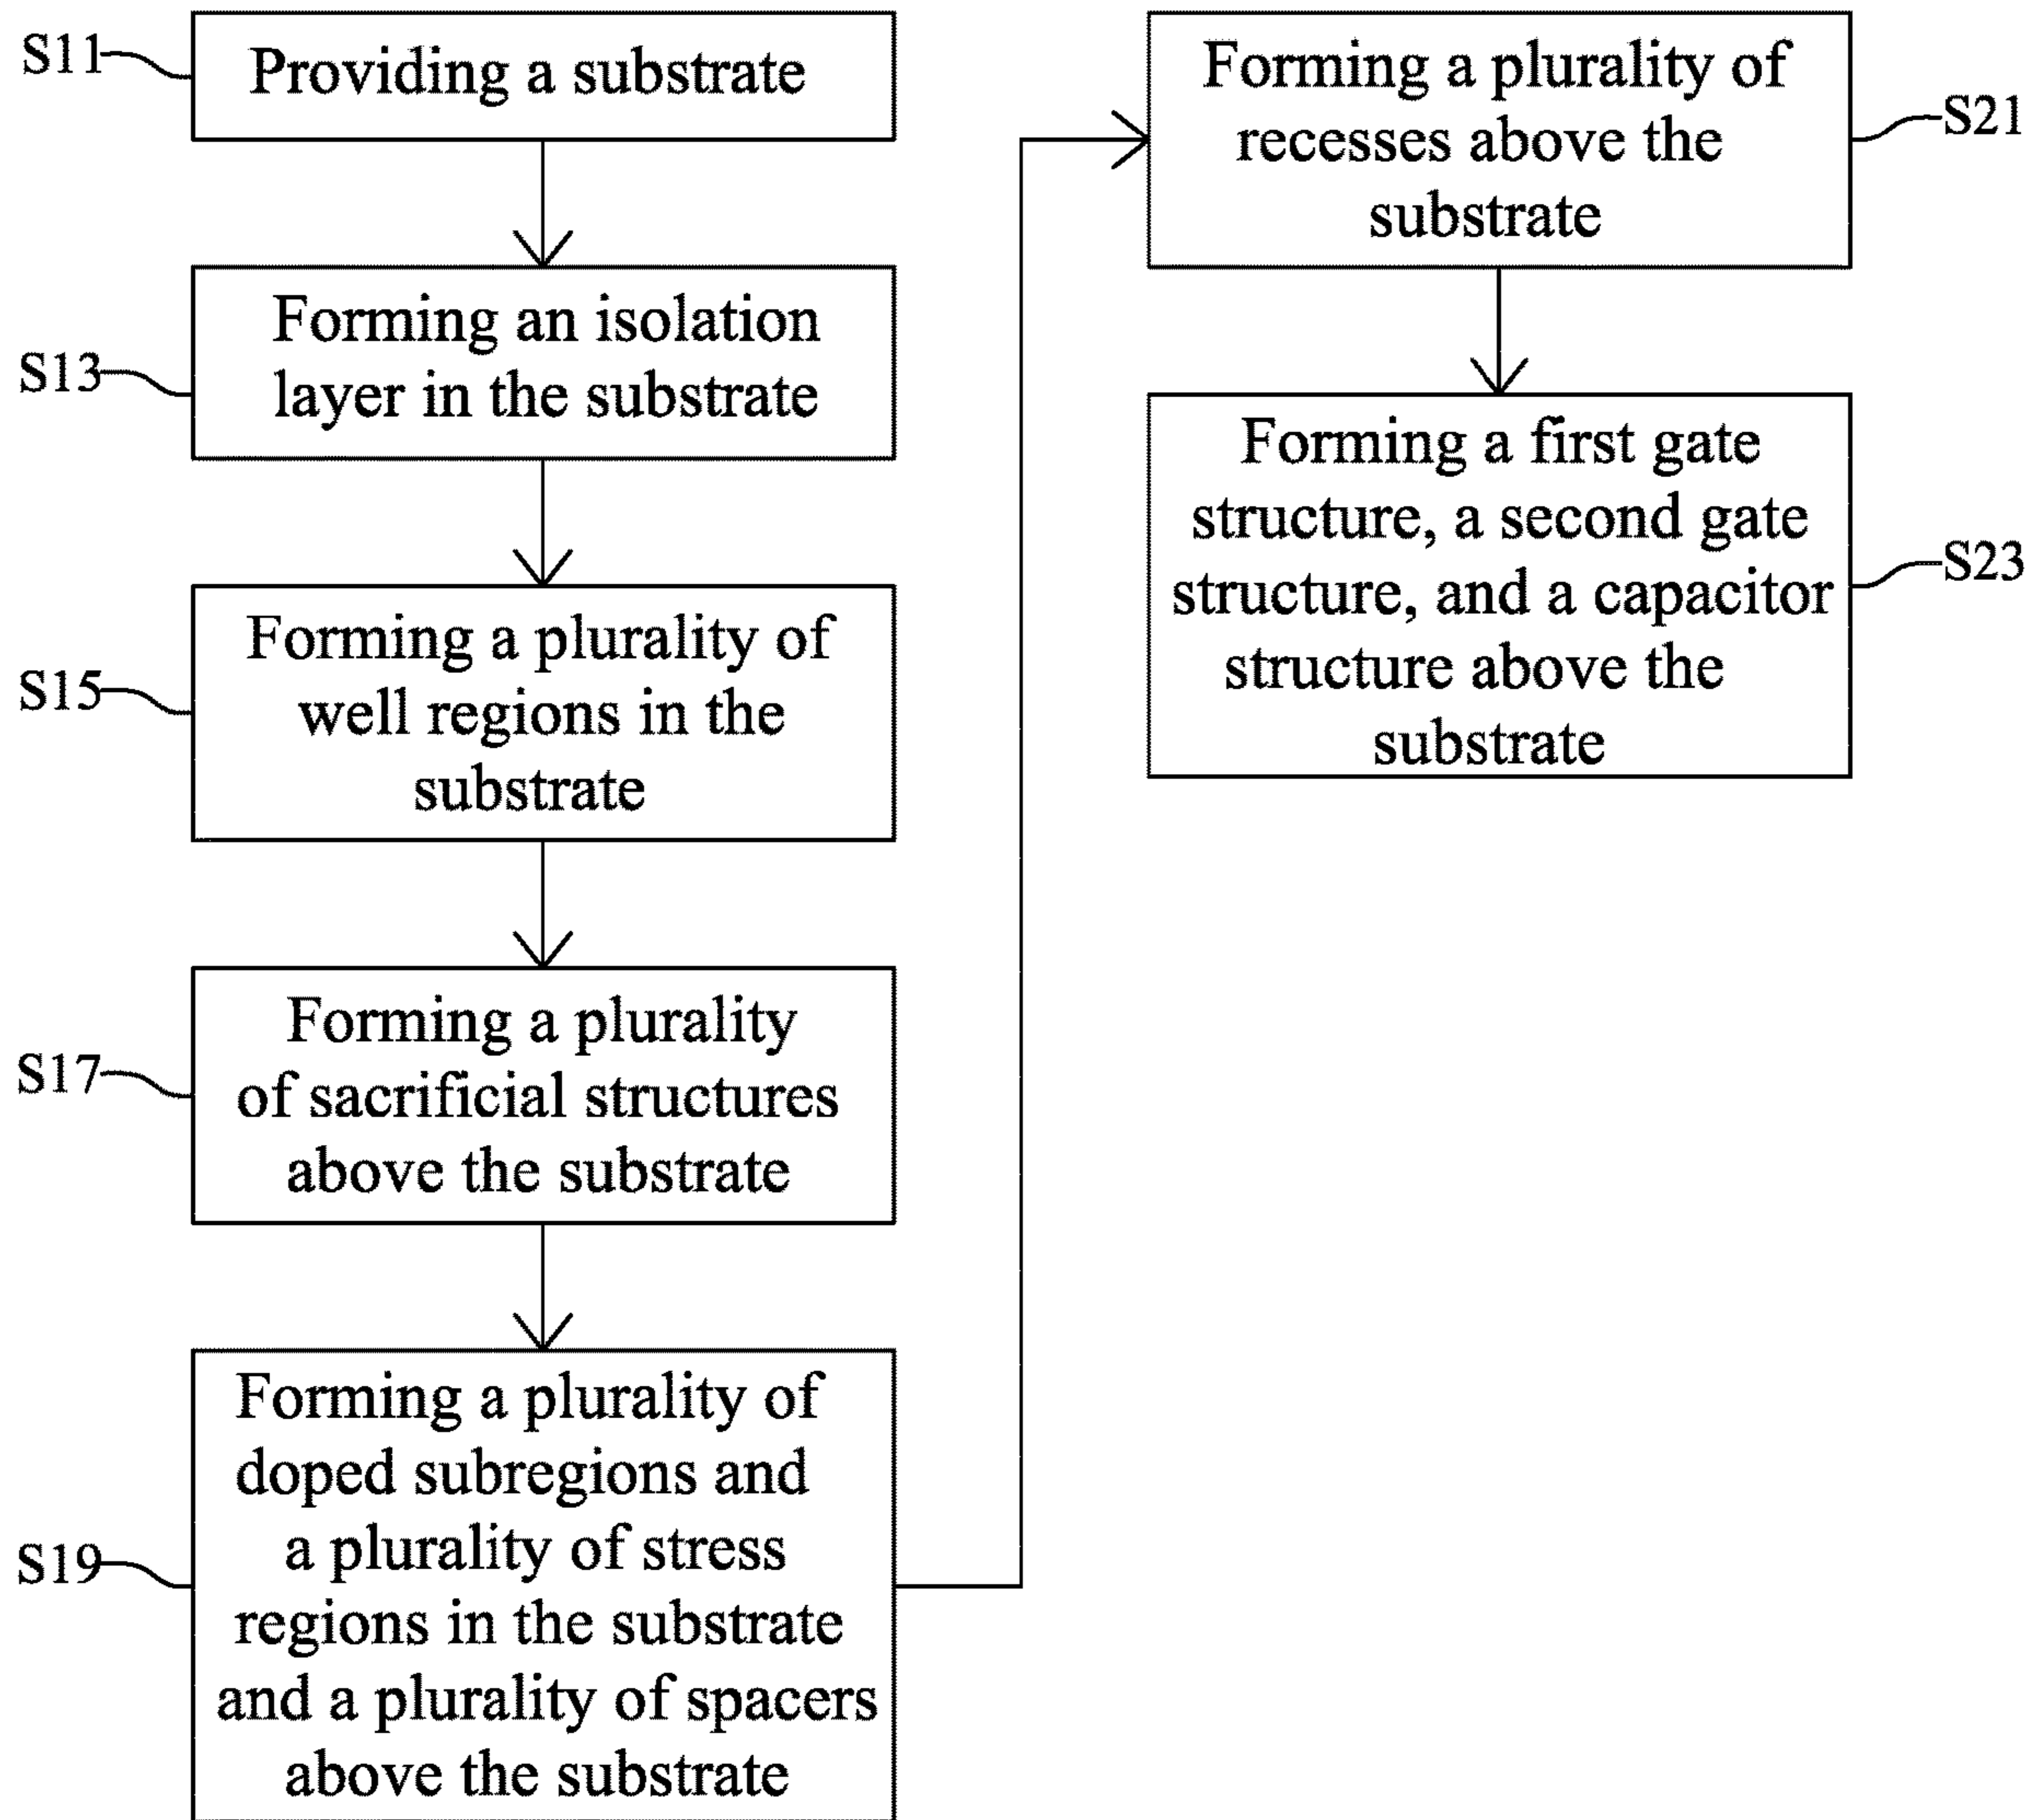 S11
Providing a substrate
S13
Forming an isolation
layer in the substrate
S15
Forming a plurality of
well regions in the
substrate
S17
Forming a plurality
of sacrificial structures
above the substrate
S19
Forming a plurality of
doped subregions and
a plurality of stress
regions in the substrate
and a plurality of spacers
above the substrate
Forming a plurality of
recesses above the
substrate
S21
Forming a first gate
structure, a second gate
structure, and a capacitor
structure above the
substrate
S23